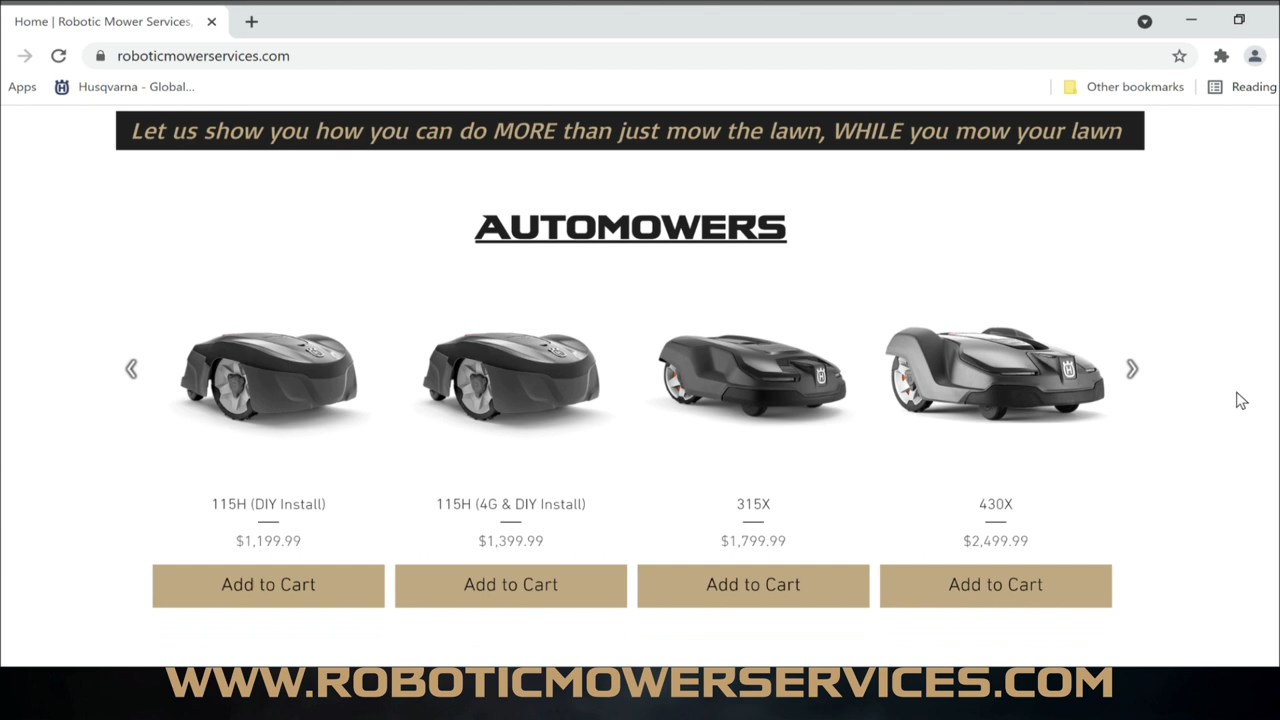 Home | Robotic Mower Services,
roboticmowerservices.com
Apps
Husqvarna - Global...
Other bookmarks
Reading
Let us show you how you can do MORE than just mow the lawn, WHILE you mow your lawn
AUTOMOWERS
115H (DIY Install)
$1,199.99
Add to Cart
115H (4G & DIY Install)
$1,399.99
Add to Cart
315X
$1,799.99
Add to Cart
430X
$2,499.99
Add to Cart
WWW.ROBOTICMOWERSERVICES.COM